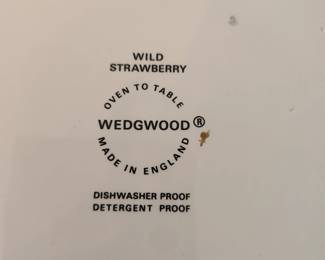 WILD
STRAWBERRY
OVEN TO TABLE
WEDGWOOD®
MADE IN ENGLAND
DISHWASHER PROOF
DETERGENT PROOF